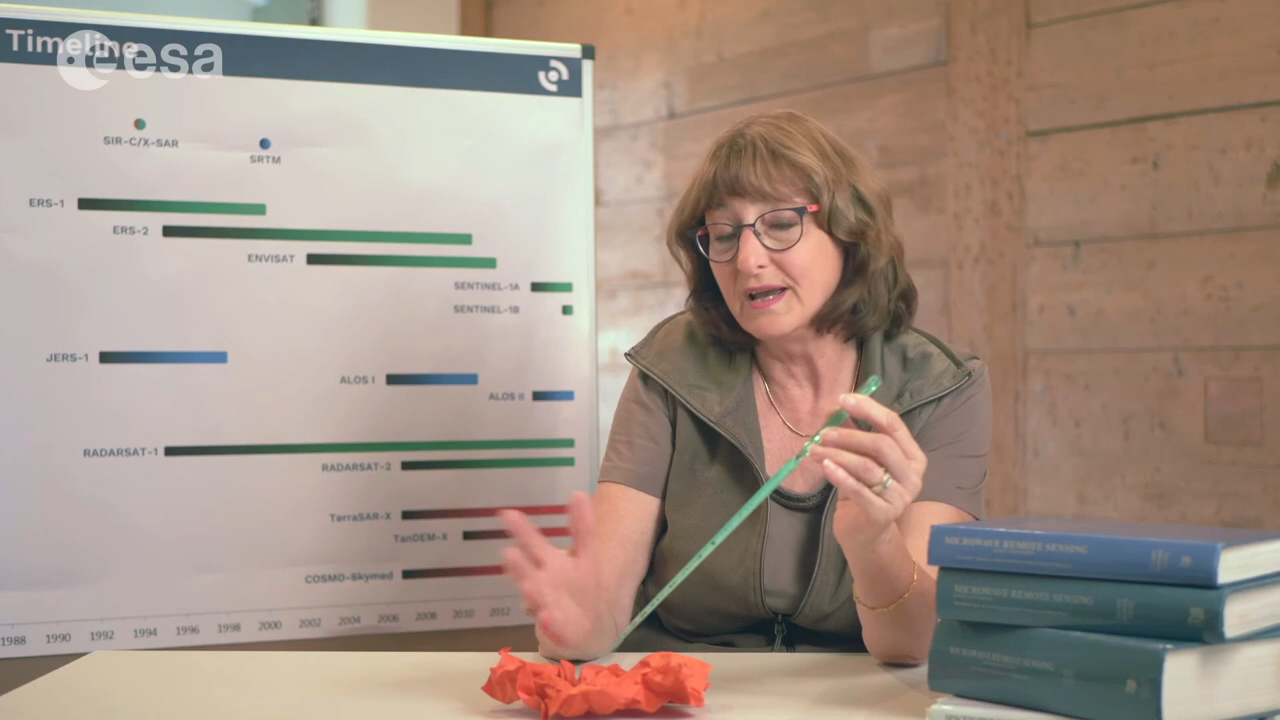 Timeline
esa
SIR-C/X-SAR
SRTM
ERS-1
ERS-2
ENVISAT
SENTINEL-1A
SENTINEL-1B
JERS-1
ALOS I
ALOS II
RADARSAT-1
RADARSAT-2
TerraSAR-X
TanDEM-X
COSMO-Skymed
1988 1990 1992 1994 1996 1998 2000 2002 2004 2006 2008 2010 2012
MICROWAVE REMOTE SENSING
MICROWAVE REMOTE SENSING
MICROWAVE REMOTE SENSING